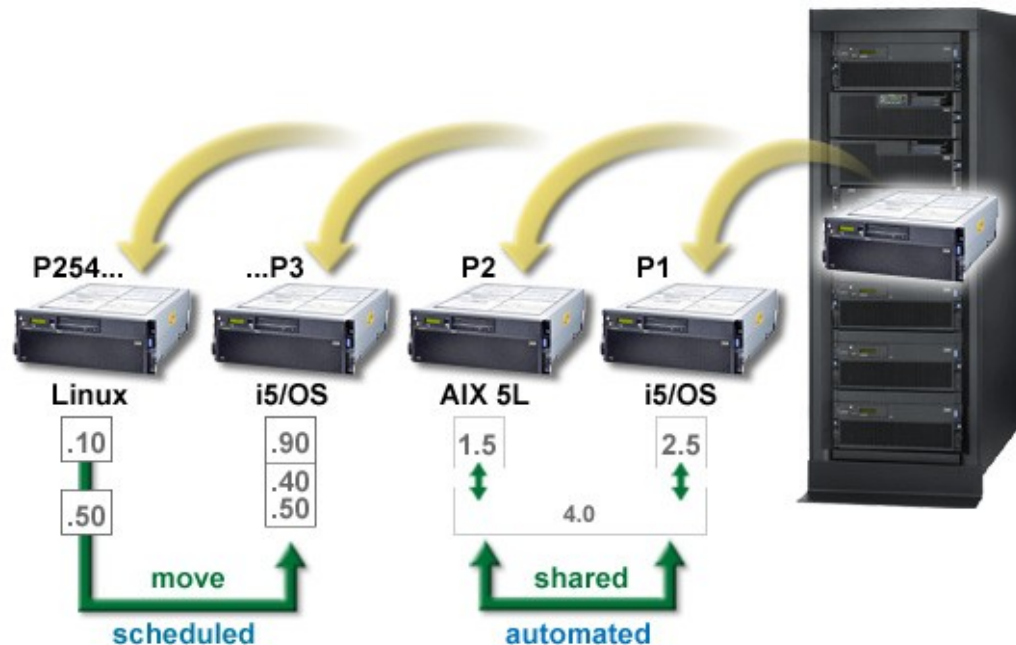 P254... ...P3 P2 P1
Linux i5/OS AIX 5L i5/OS
.10 .90 1.5 2.5
.40
.50 .50 4.0
move shared
scheduled automated